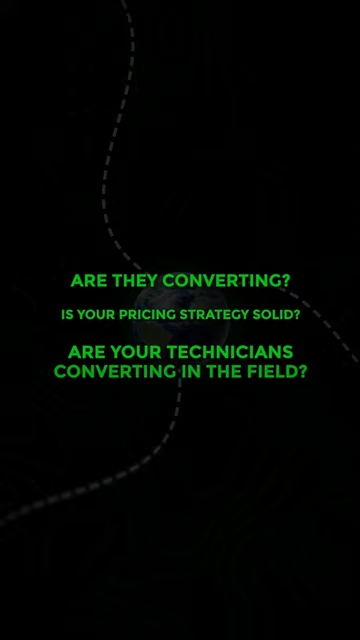 ARE THEY CONVERTING?
IS YOUR PRICING STRATEGY SOLID?
ARE YOUR TECHNICIANS
CONVERTING IN THE FIELD?